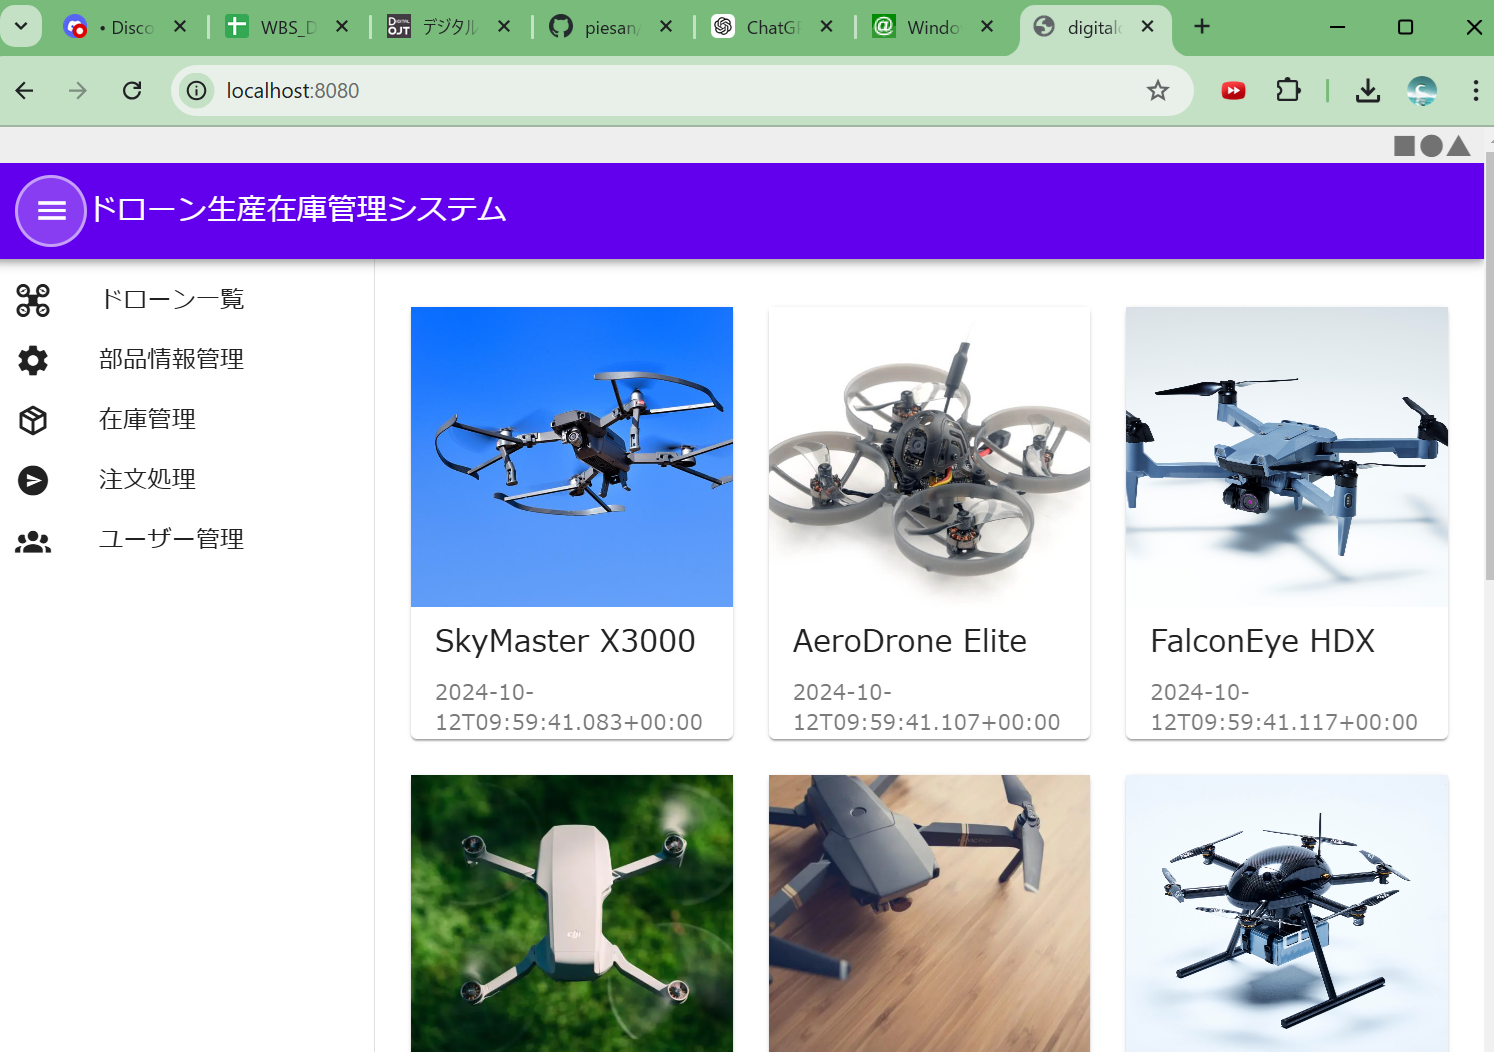 • Disco
WBS_D
DIGITAL OJT デジタル
piesan/
ChatGP
@ Windo
digitald
localhost:8080
ドローン生産在庫管理システム
ドローン一覧
部品情報管理
在庫管理
注文処理
ユーザー管理
SkyMaster X3000
2024-10-
12T09:59:41.083+00:00
AeroDrone Elite
2024-10-
12T09:59:41.107+00:00
FalconEye HDX
2024-10-
12T09:59:41.117+00:00